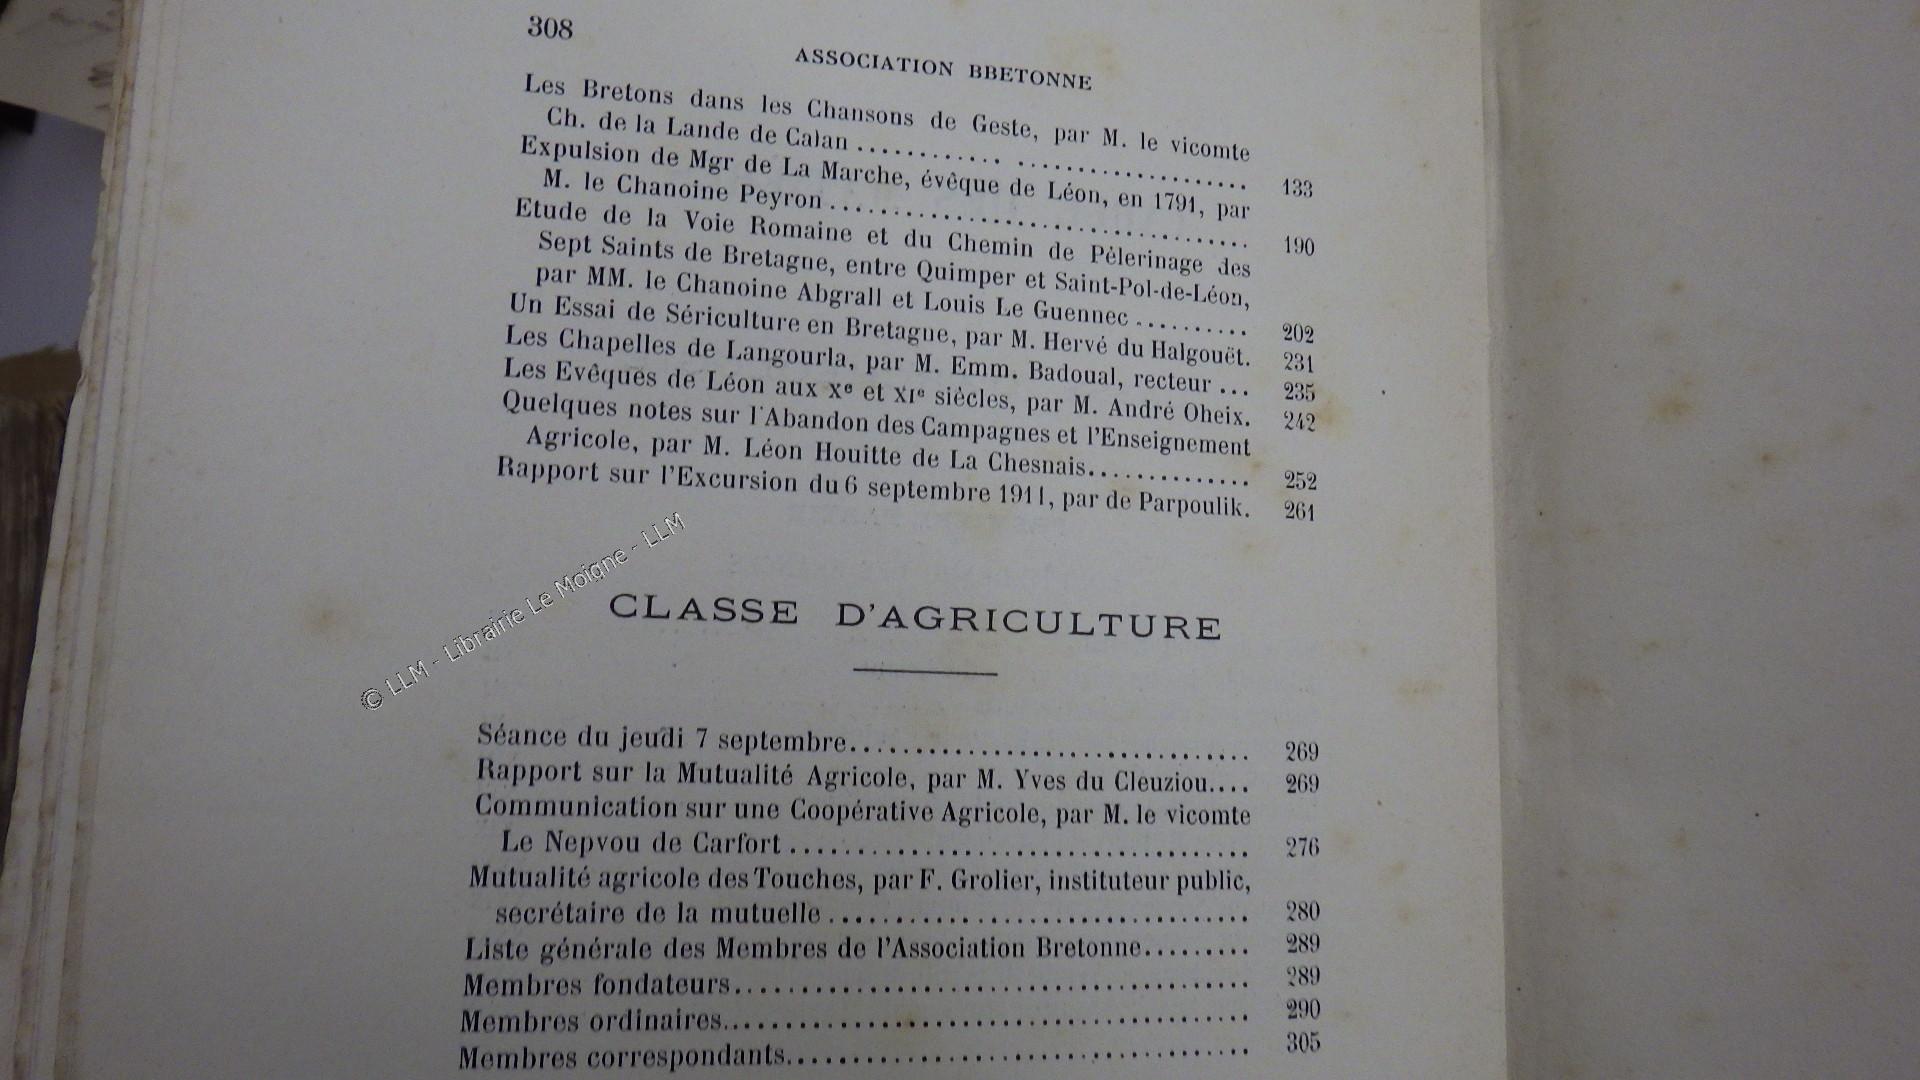 308
ASSOCIATION BBETONNE
Les Bretons dans les Chansons de Geste, par M. le vicomte
Ch. de la Lande de Calan ................................ 133
Expulsion de Mgr de La Marche, évêque de Léon, en 1791, par
M. le Chanoine Peyron ................................ 190
Etude de la Voie Romaine et du Chemin de Pèlerinage des
Sept Saints de Bretagne, entre Quimper et Saint-Pol-de-Léon,
par MM. le Chanoine Abgrall et Louis Le Guennec .......... 202
Un Essai de Sériculture en Bretagne, par M. Hervé du Halgouët. 231
Les Chapelles de Langourla, par M. Emm. Badoual, recteur ... 235
Les Evêques de Léon aux Xe et XIe siècles, par M. André Oheix. 242
Quelques notes sur l'Abandon des Campagnes et l'Enseignement
Agricole, par M. Léon Houitte de La Chesnais.............. 252
Rapport sur l'Excursion du 6 septembre 1911, par de Parpoulik. 261
© LLM - Librairie Le Moigne - LLM
CLASSE D'AGRICULTURE
Séance du jeudi 7 septembre................................ 269
Rapport sur la Mutualité Agricole, par M. Yves du Cleuziou.... 269
Communication sur une Coopérative Agricole, par M. le vicomte
Le Nepvou de Carfort ................................ 276
Mutualité agricole des Touches, par F. Grolier, instituteur public,
secrétaire de la mutuelle ................................ 280
Liste générale des Membres de l'Association Bretonne......... 289
Membres fondateurs........................................ 289
Membres ordinaires........................................ 290
Membres correspondants.................................... 305